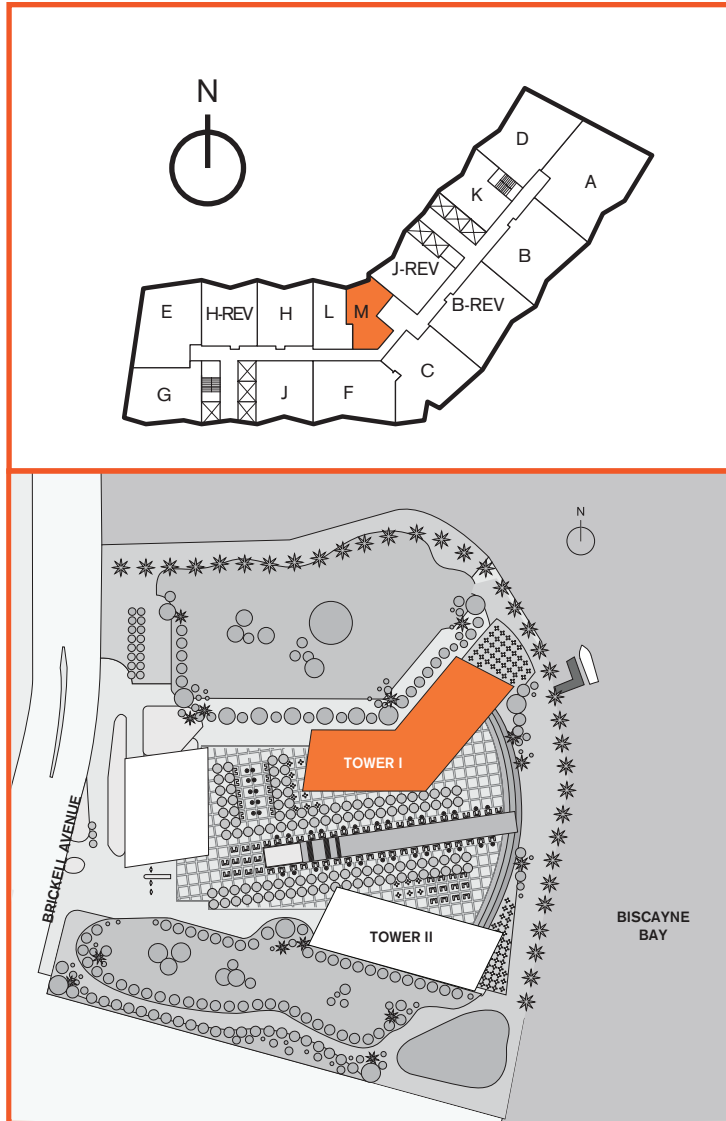 N
D
K
A
B
J-REV
B-REV
E
H-REV
H
L
M
C
G
J
F
N
TOWER I
BRICKELL AVENUE
TOWER II
BISCAYNE
BAY